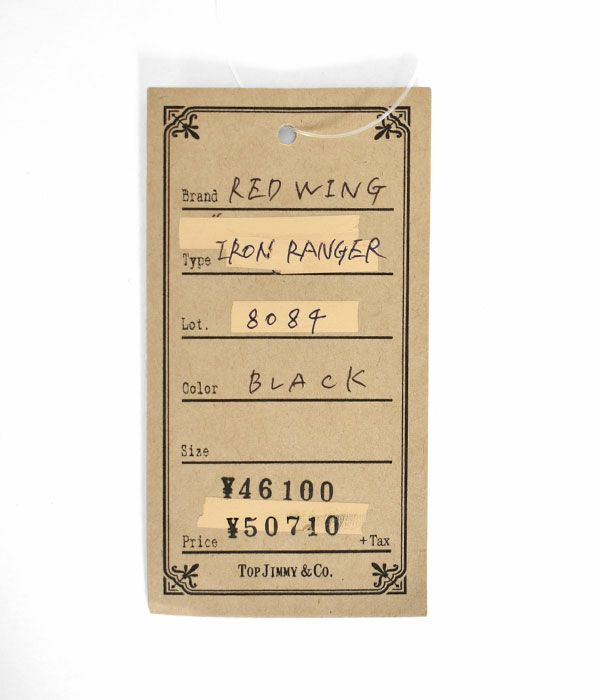 Brand RED WING
Type IRON RANGER
Lot. 8084
Color BLACK
Size
¥46100
¥50710
Price +Tax
TOP JIMMY & CO.